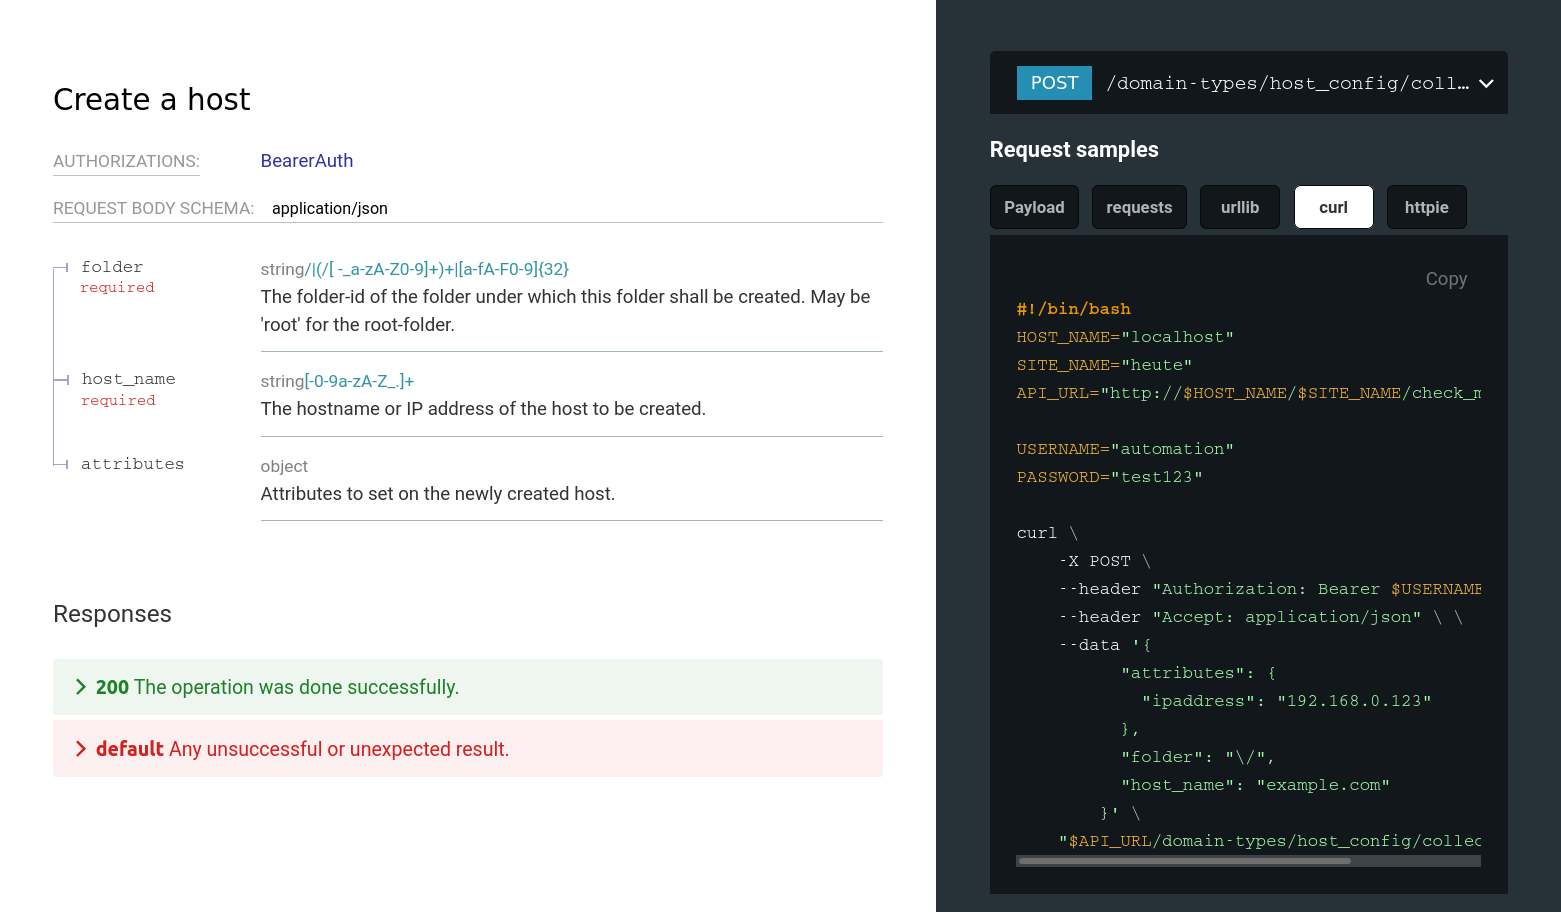 Create a host
AUTHORIZATIONS: BearerAuth
REQUEST BODY SCHEMA: application/json
folder
required
string/|(/[ -_a-zA-Z0-9]+)+|[a-fA-F0-9]{32}
The folder-id of the folder under which this folder shall be created. May be
'root' for the root-folder.
host_name
required
string[-0-9a-zA-Z_.]+
The hostname or IP address of the host to be created.
attributes
object
Attributes to set on the newly created host.
Responses
200 The operation was done successfully.
default Any unsuccessful or unexpected result.
POST /domain-types/host_config/coll…
Request samples
Payload requests urllib curl httpie
Copy
#!/bin/bash
HOST_NAME="localhost"
SITE_NAME="heute"
API_URL="http://$HOST_NAME/$SITE_NAME/check_m
USERNAME="automation"
PASSWORD="test123"
curl \
-X POST \
--header "Authorization: Bearer $USERNAME
--header "Accept: application/json" \ \
--data '{
"attributes": {
"ipaddress": "192.168.0.123"
},
"folder": "\/",
"host_name": "example.com"
}' \
"$API_URL/domain-types/host_config/collec